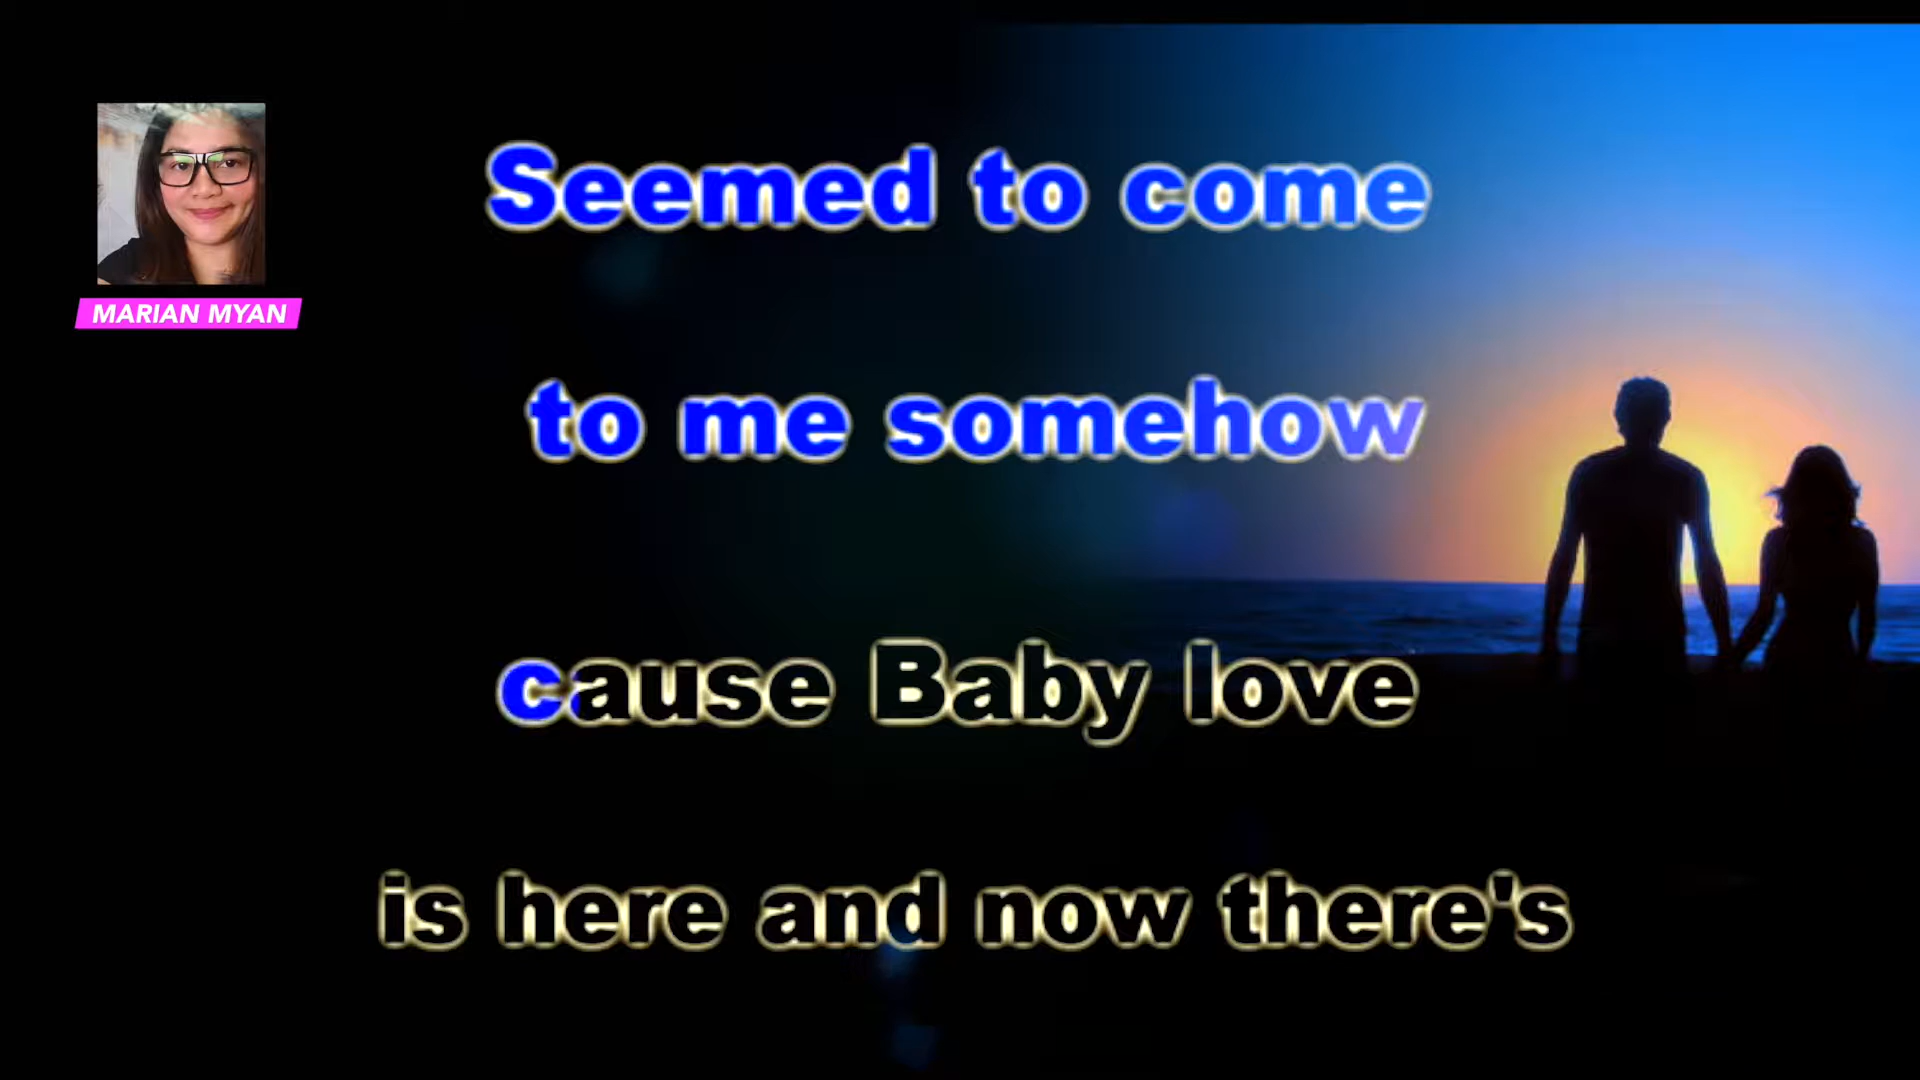 MARIAN MYAN
Seemed to come
to me somehow
cause Baby love
is here and now there's